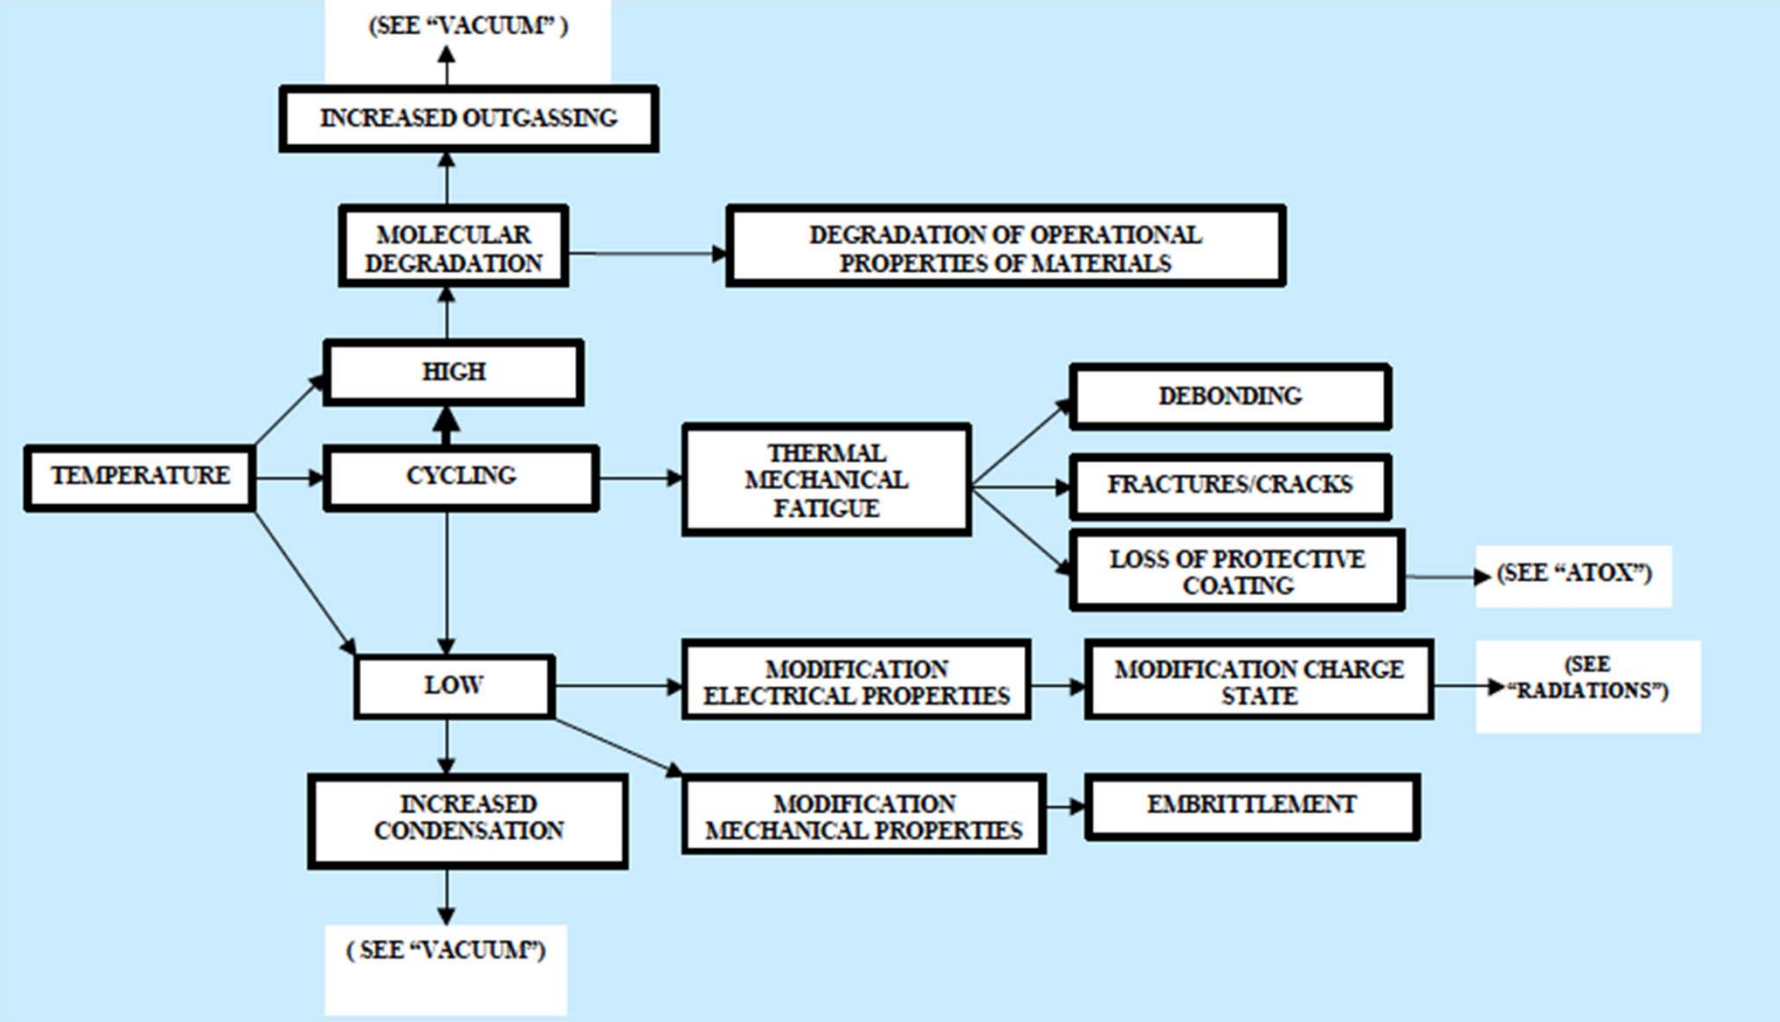 (SEE “VACUUM” )
INCREASED OUTGASSING
MOLECULAR
DEGRADATION
DEGRADATION OF OPERATIONAL
PROPERTIES OF MATERIALS
HIGH
TEMPERATURE
CYCLING
THERMAL
MECHANICAL
FATIGUE
DEBONDING
FRACTURES/CRACKS
LOSS OF PROTECTIVE
COATING
(SEE “ATOX”)
LOW
MODIFICATION
ELECTRICAL PROPERTIES
MODIFICATION CHARGE
STATE
(SEE
“RADIATIONS”)
INCREASED
CONDENSATION
MODIFICATION
MECHANICAL PROPERTIES
EMBRITTLEMENT
( SEE “VACUUM”)